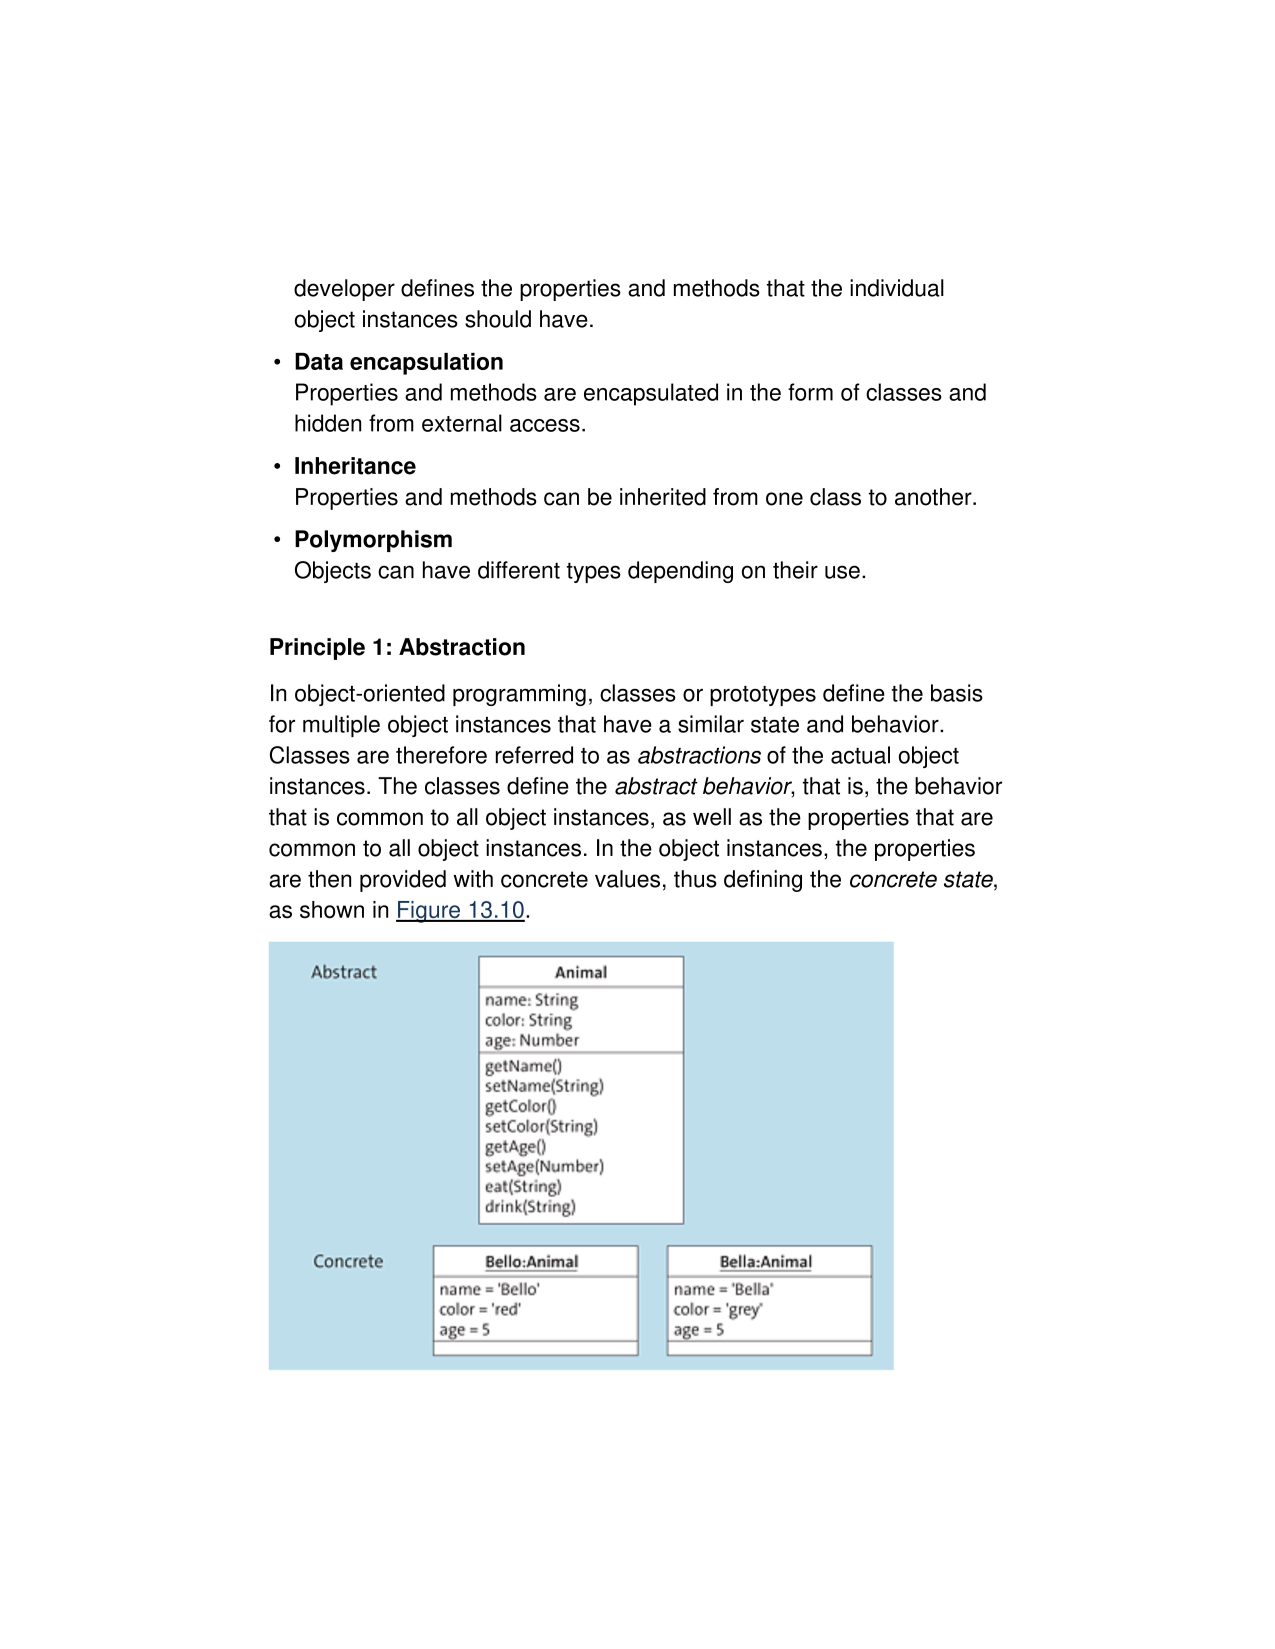 developer defines the properties and methods that the individual
object instances should have.
• Data encapsulation
Properties and methods are encapsulated in the form of classes and
hidden from external access.
• Inheritance
Properties and methods can be inherited from one class to another.
• Polymorphism
Objects can have different types depending on their use.
Principle 1: Abstraction
In object-oriented programming, classes or prototypes define the basis
for multiple object instances that have a similar state and behavior.
Classes are therefore referred to as abstractions of the actual object
instances. The classes define the abstract behavior, that is, the behavior
that is common to all object instances, as well as the properties that are
common to all object instances. In the object instances, the properties
are then provided with concrete values, thus defining the concrete state,
as shown in Figure 13.10.
Abstract
Animal
name: String
color: String
age: Number
getName()
setName(String)
getColor()
setColor(String)
getAge()
setAge(Number)
eat(String)
drink(String)
Concrete
Bello:Animal
name = 'Bello'
color = 'red'
age = 5
Bella:Animal
name = 'Bella'
color = 'grey'
age = 5